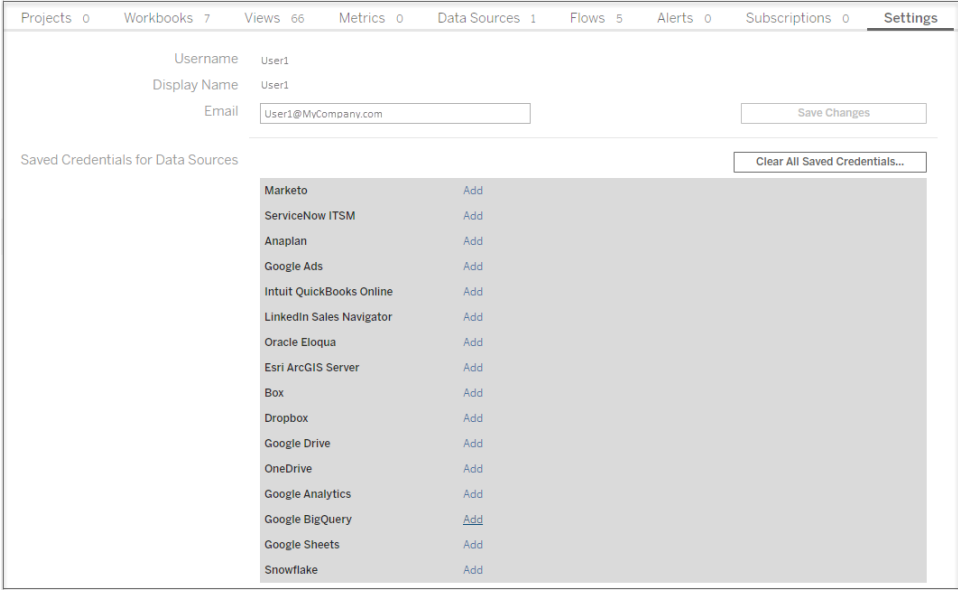 Projects 0 Workbooks 7 Views 66 Metrics 0 Data Sources 1 Flows 5 Alerts 0 Subscriptions 0 Settings
Username User1
Display Name User1
Email User1@MyCompany.com Save Changes
Saved Credentials for Data Sources Clear All Saved Credentials...
Marketo Add
ServiceNow ITSM Add
Anaplan Add
Google Ads Add
Intuit QuickBooks Online Add
LinkedIn Sales Navigator Add
Oracle Eloqua Add
Esri ArcGIS Server Add
Box Add
Dropbox Add
Google Drive Add
OneDrive Add
Google Analytics Add
Google BigQuery Add
Google Sheets Add
Snowflake Add